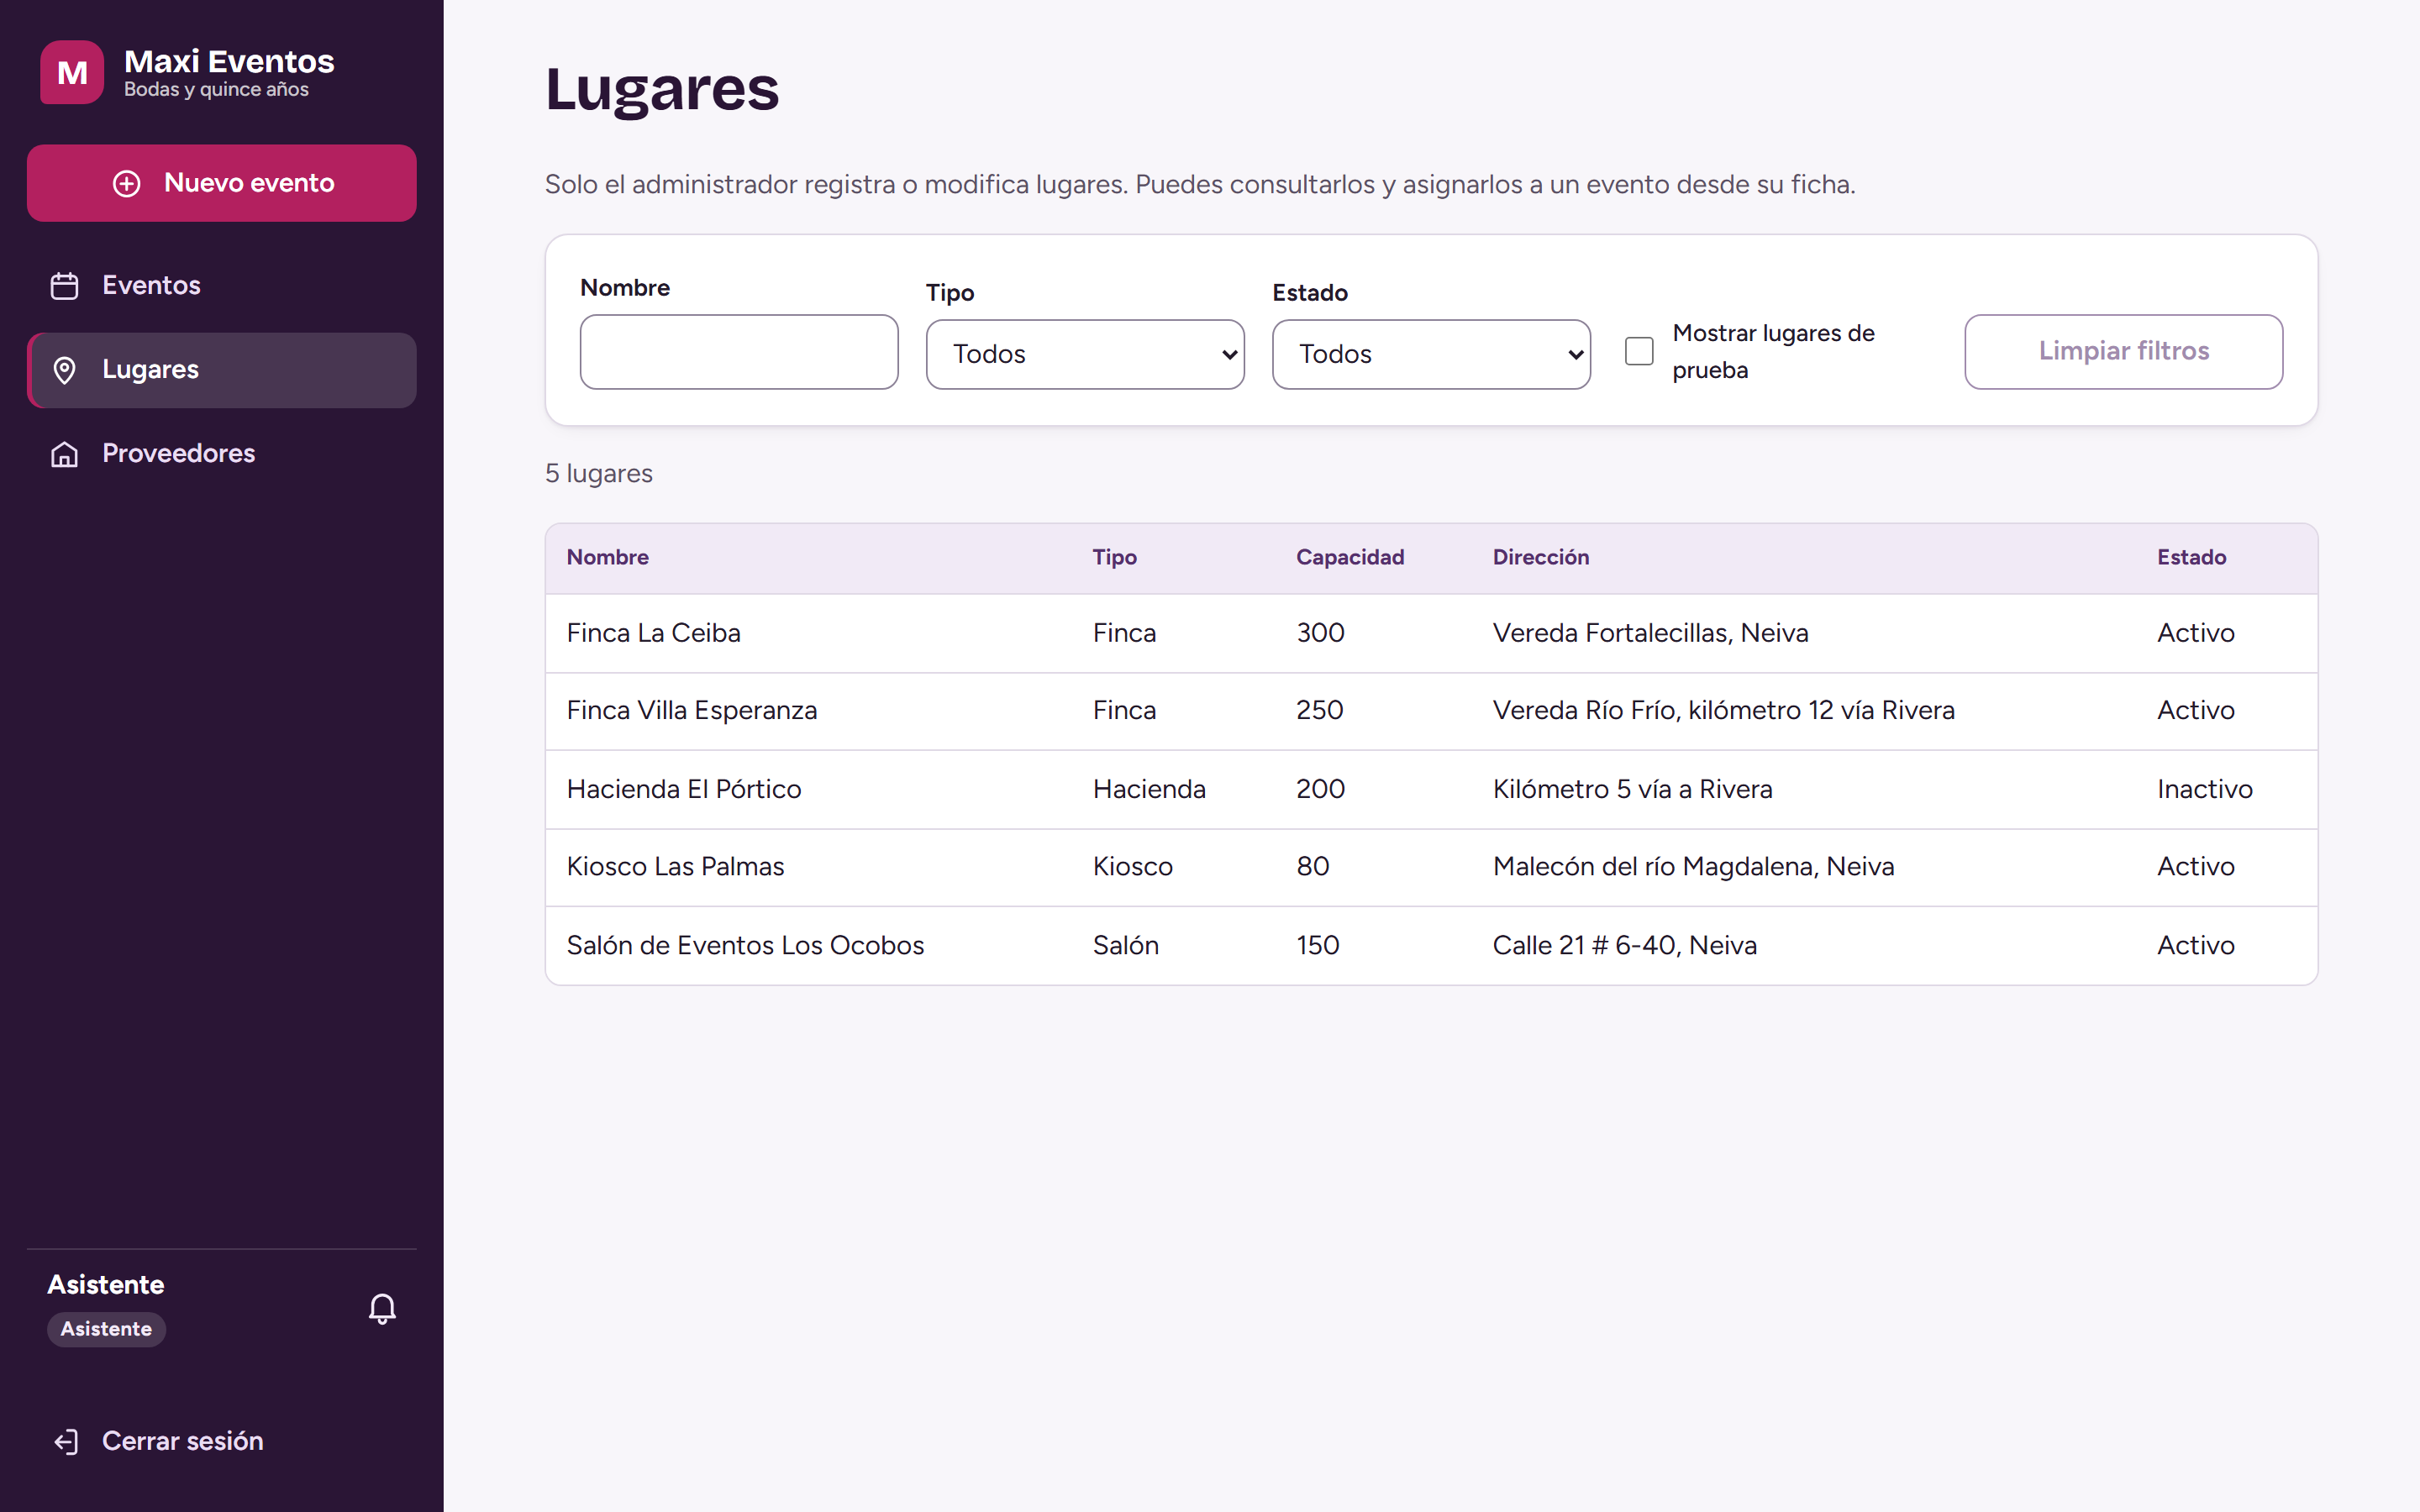 M
Maxi Eventos
Bodas y quince años
Nuevo evento
Eventos
Lugares
Proveedores
Asistente
Asistente
Cerrar sesión
Lugares
Solo el administrador registra o modifica lugares. Puedes consultarlos y asignarlos a un evento desde su ficha.
Nombre
Tipo
Todos
Estado
Todos
Mostrar lugares de
prueba
Limpiar filtros
5 lugares
Nombre Tipo Capacidad Dirección Estado
Finca La Ceiba Finca 300 Vereda Fortalecillas, Neiva Activo
Finca Villa Esperanza Finca 250 Vereda Río Frío, kilómetro 12 vía Rivera Activo
Hacienda El Pórtico Hacienda 200 Kilómetro 5 vía a Rivera Inactivo
Kiosco Las Palmas Kiosco 80 Malecón del río Magdalena, Neiva Activo
Salón de Eventos Los Ocobos Salón 150 Calle 21 # 6-40, Neiva Activo